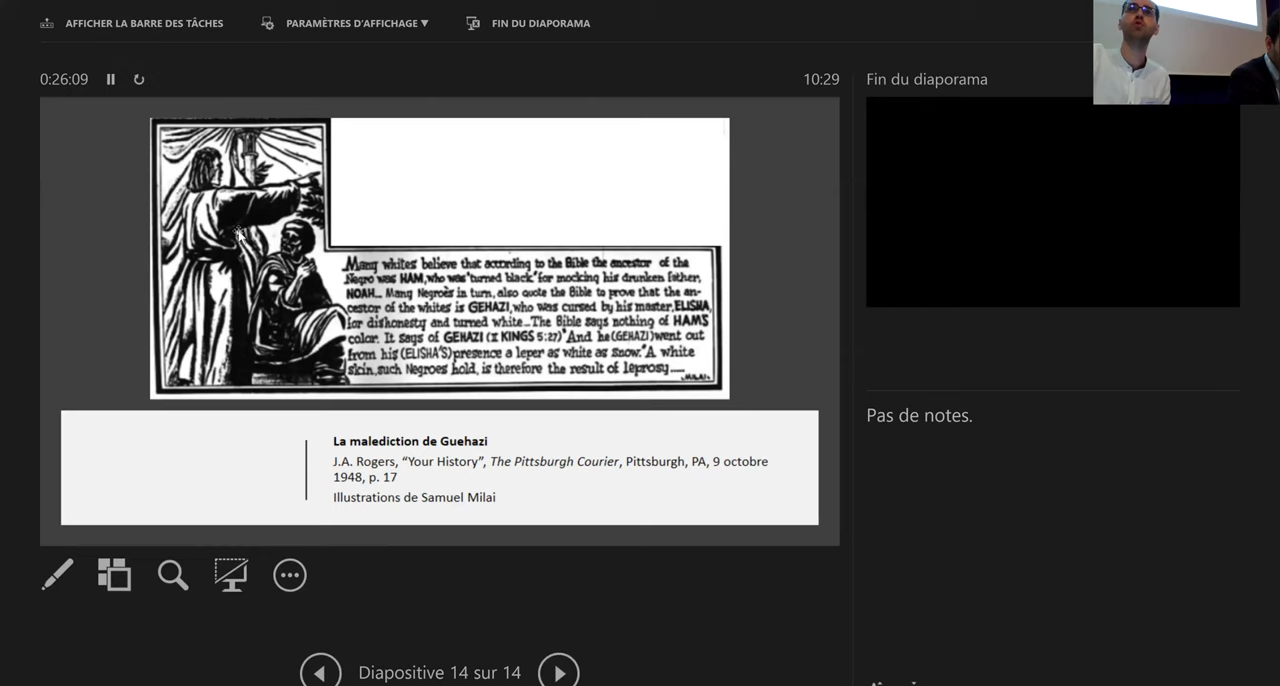 AFFICHER LA BARRE DES TÂCHES
PARAMÈTRES D'AFFICHAGE ▼
FIN DU DIAPORAMA
0:26:09
10:29
Fin du diaporama
Many whites believe that according to the Bible the ancestor of the
Negro was HAM, who was "turned black" for mocking his drunken father,
NOAH... Many Negroes in turn, also quote the Bible to prove that the an-
cestor of the whites is GEHAZI, who was cursed by his master, ELISHA,
for dishonesty and turned white... The Bible says nothing of HAM'S
color. It says of GEHAZI (II KINGS 5:27) "And he (GEHAZI) went out
from his (ELISHA'S) presence a leper as white as snow." A white
skin, such Negroes hold, is therefore the result of leprosy.....
MILAI
La malediction de Guehazi
J.A. Rogers, “Your History”, The Pittsburgh Courier, Pittsburgh, PA, 9 octobre
1948, p. 17
Illustrations de Samuel Milai
Pas de notes.
Diapositive 14 sur 14